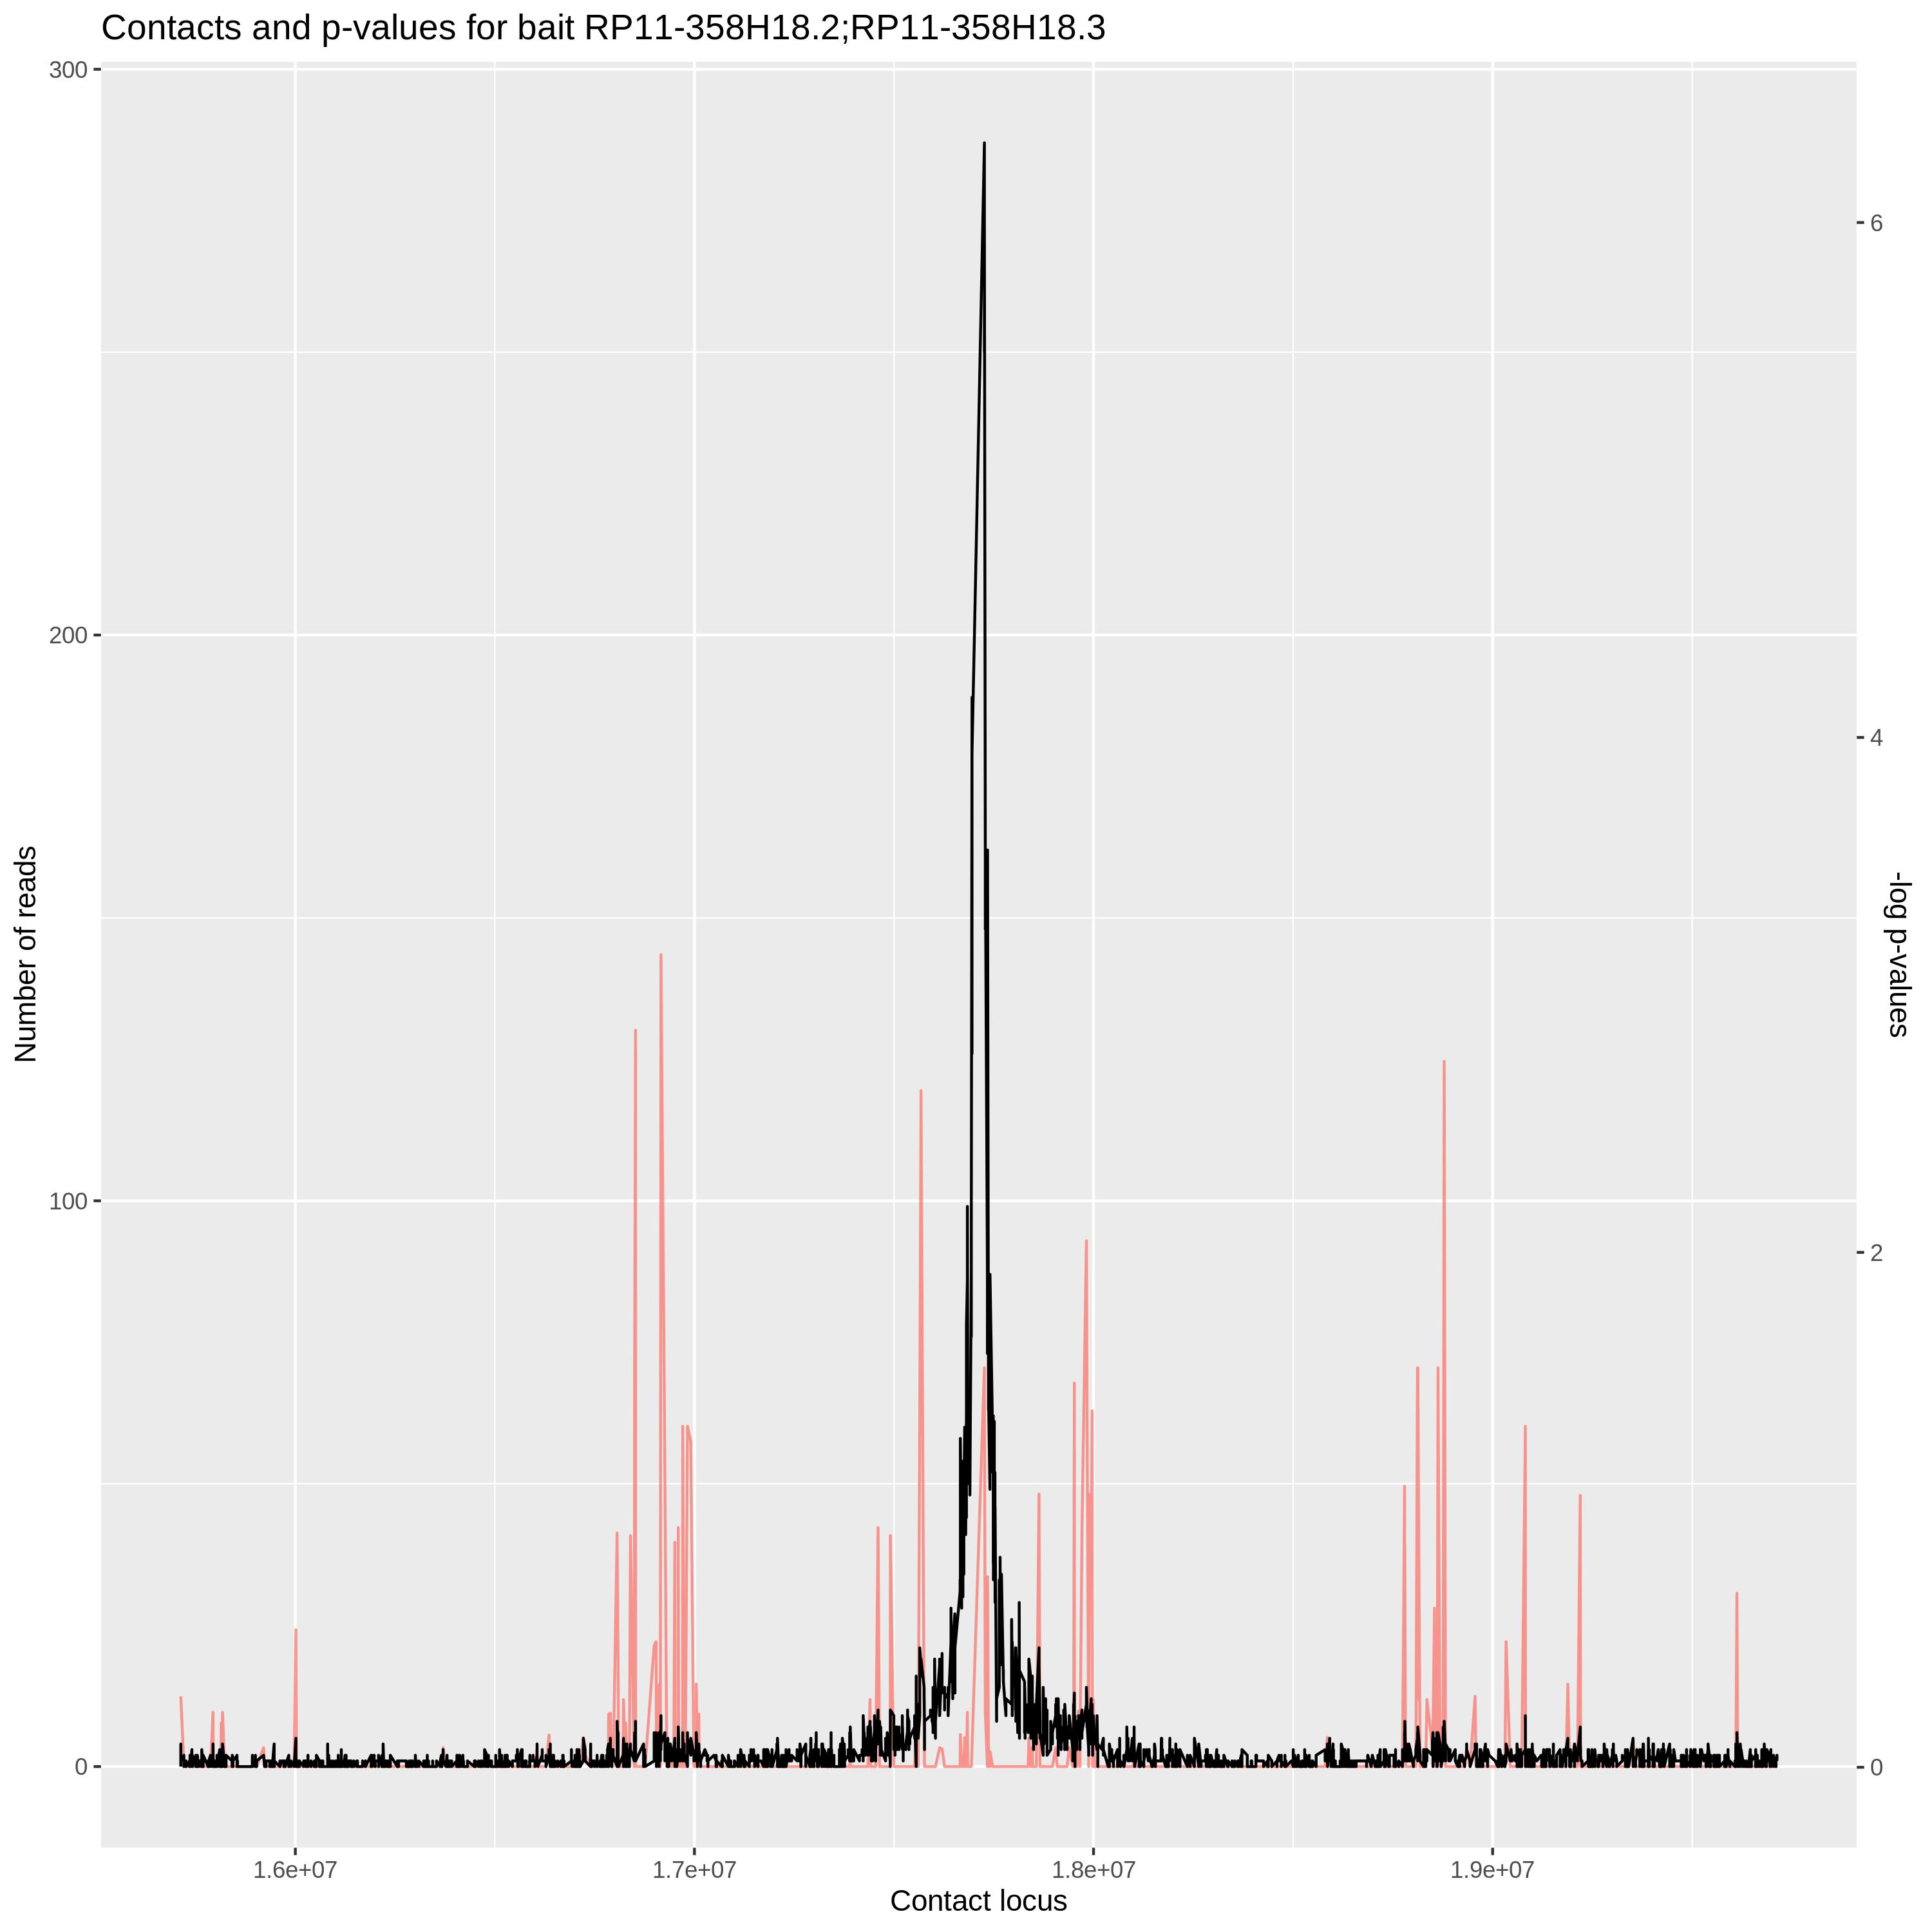 Contacts and p-values for bait RP11-358H18.2;RP11-358H18.3
300
200
100
0
Number of reads
6
4
2
0
-log p-values
1.6e+07
1.7e+07
1.8e+07
1.9e+07
Contact locus